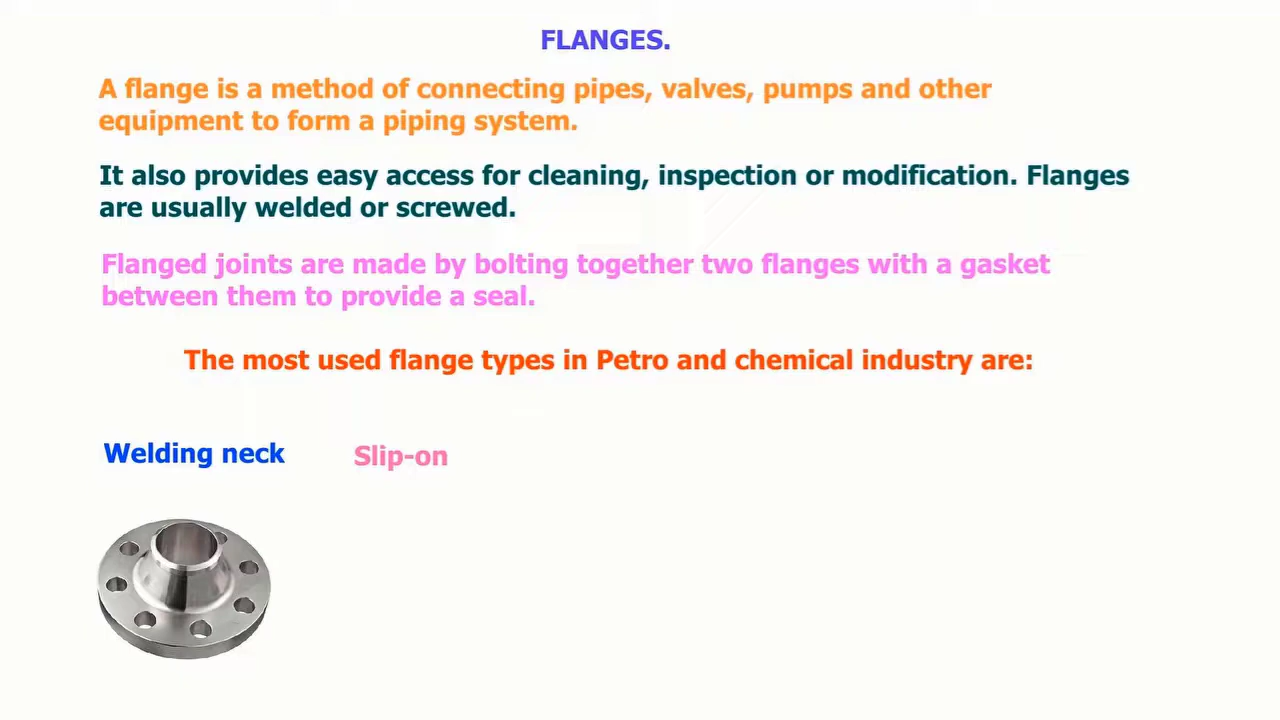 FLANGES.
A flange is a method of connecting pipes, valves, pumps and other
equipment to form a piping system.
It also provides easy access for cleaning, inspection or modification. Flanges
are usually welded or screwed.
Flanged joints are made by bolting together two flanges with a gasket
between them to provide a seal.
The most used flange types in Petro and chemical industry are:
Welding neck
Slip-on